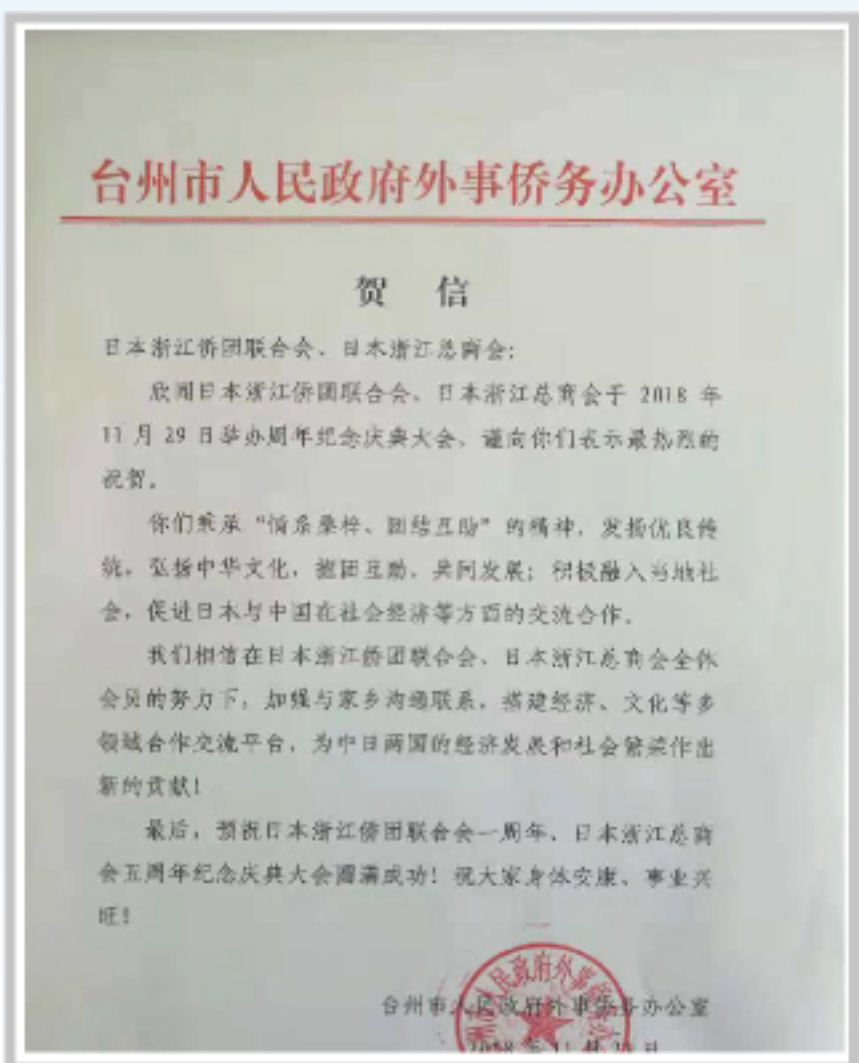 台州市人民政府外事侨务办公室
贺 信
日本浙江侨团联合会、日本浙江总商会:
欣闻日本浙江侨团联合会、日本浙江总商会于 2018 年
11 月 29 日举办周年纪念庆典大会,谨向你们表示最热烈的
祝贺。
你们秉承“情系桑梓、团结互助”的精神,发扬优良传
统,弘扬中华文化,抱团互助,共同发展;积极融入当地社
会,促进日本与中国在社会经济等方面的交流合作。
我们相信在日本浙江侨团联合会、日本浙江总商会全体
会员的努力下,加强与家乡沟通联系,搭建经济、文化等多
领域合作交流平台,为中日两国的经济发展和社会繁荣作出
新的贡献!
最后,预祝日本浙江侨团联合会一周年、日本浙江总商
会五周年纪念庆典大会圆满成功!祝大家身体安康、事业兴
旺!
台州市人民政府外事侨务办公室
2018 年 11 月